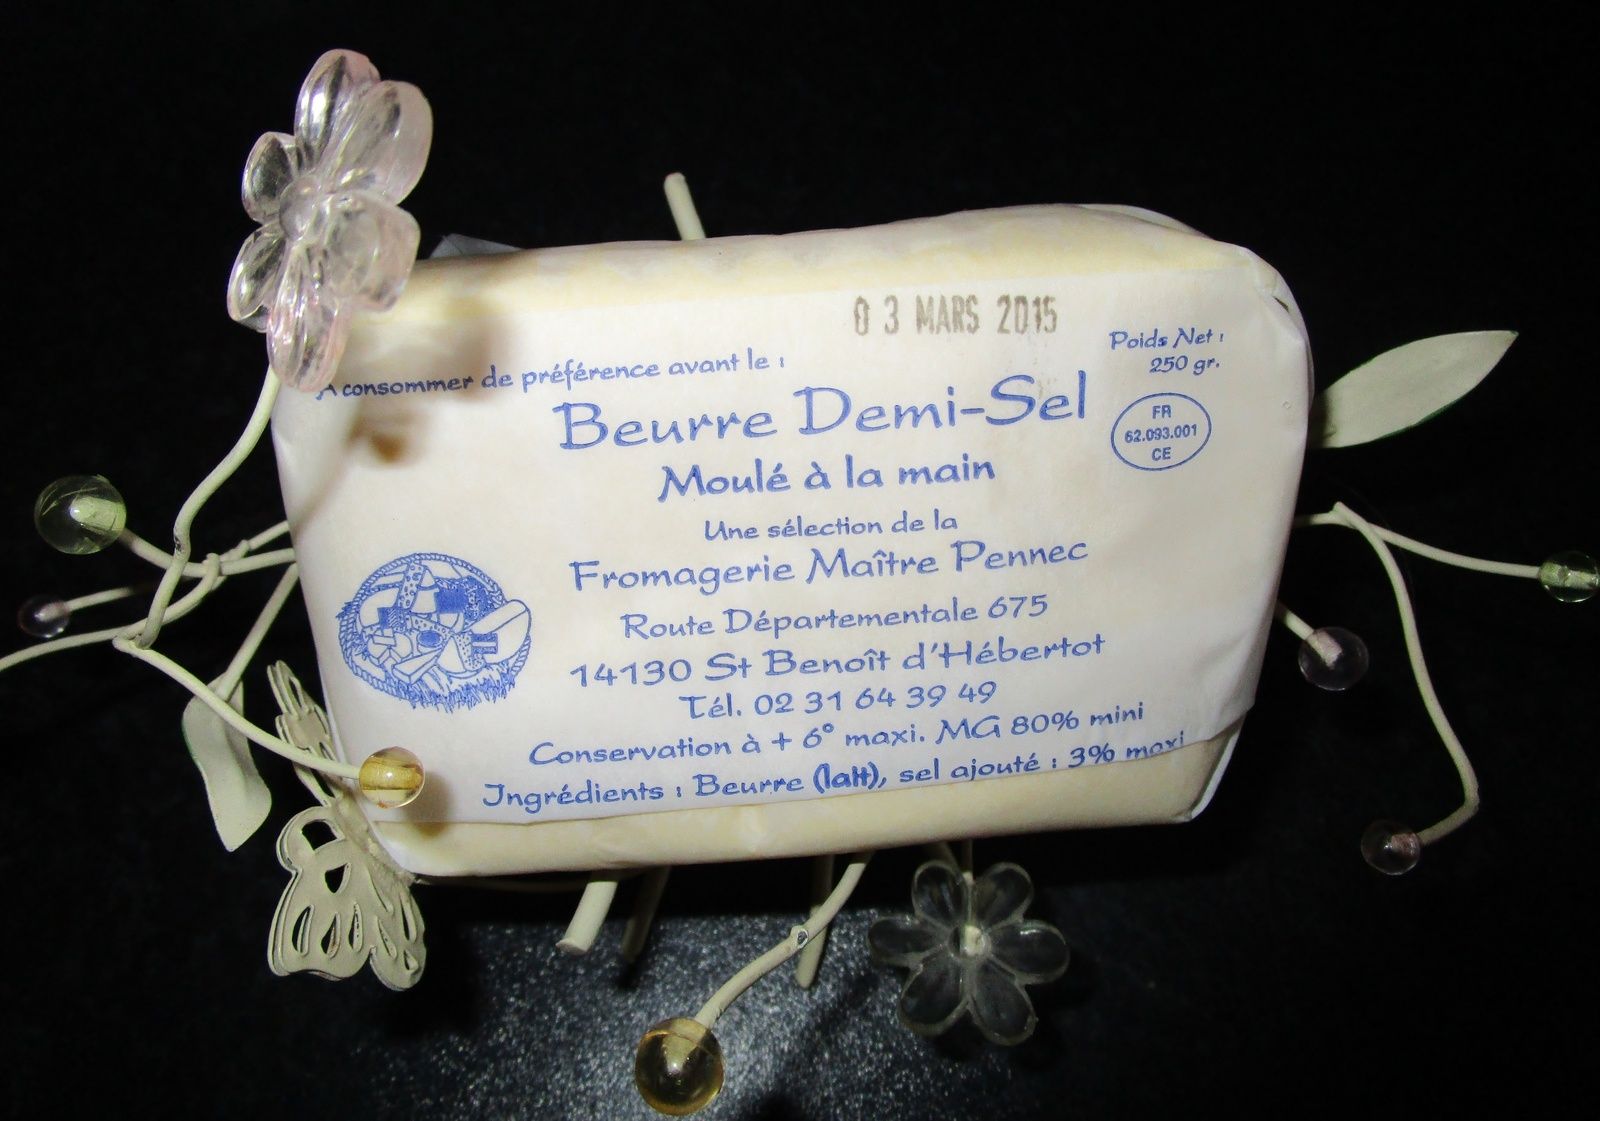 0 3 MARS 2015
A consommer de préférence avant le :
Poids Net :
250 gr.
Beurre Demi-Sel
FR
62.093.001
CE
Moulé à la main
Une sélection de la
Fromagerie Maître Pennec
Route Départementale 675
14130 St Benoît d'Hébertot
Tél. 02 31 64 39 49
Conservation à + 6° maxi. MG 80% mini
Ingrédients : Beurre (lait), sel ajouté : 3% maxi